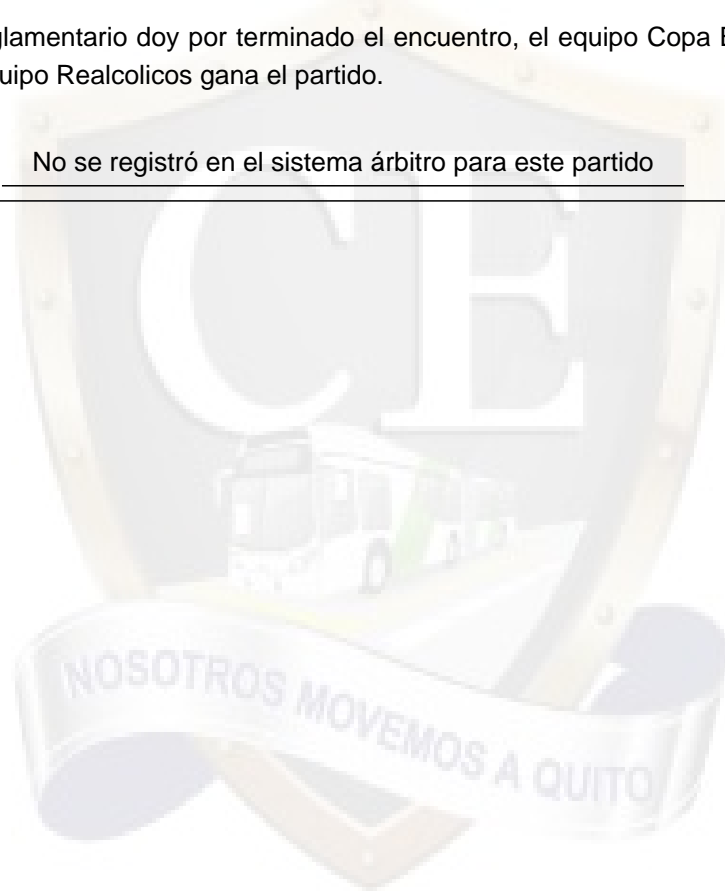 glamentario doy por terminado el encuentro, el equipo Copa
uipo Realcolicos gana el partido.
No se registró en el sistema árbitro para este partido
CE
NOSOTROS MOVEMOS A QUITO